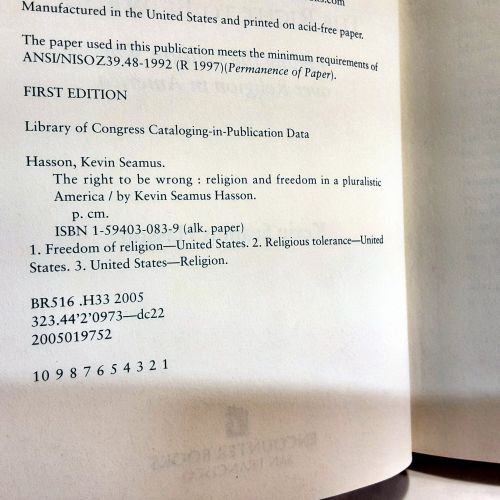 Manufactured in the United States and printed on acid-free paper.
The paper used in this publication meets the minimum requirements of
ANSI/NISOZ39.48-1992 (R 1997)(Permanence of Paper).
FIRST EDITION
Library of Congress Cataloging-in-Publication Data
Hasson, Kevin Seamus.
The right to be wrong : religion and freedom in a pluralistic
America / by Kevin Seamus Hasson.
p. cm.
ISBN 1-59403-083-9 (alk. paper)
1. Freedom of religion—United States. 2. Religious tolerance—United
States. 3. United States—Religion.
BR516 .H33 2005
323.44'2'0973—dc22
2005019752
10 9 8 7 6 5 4 3 2 1
ENCOUNTER BOOKS
SAN FRANCISCO